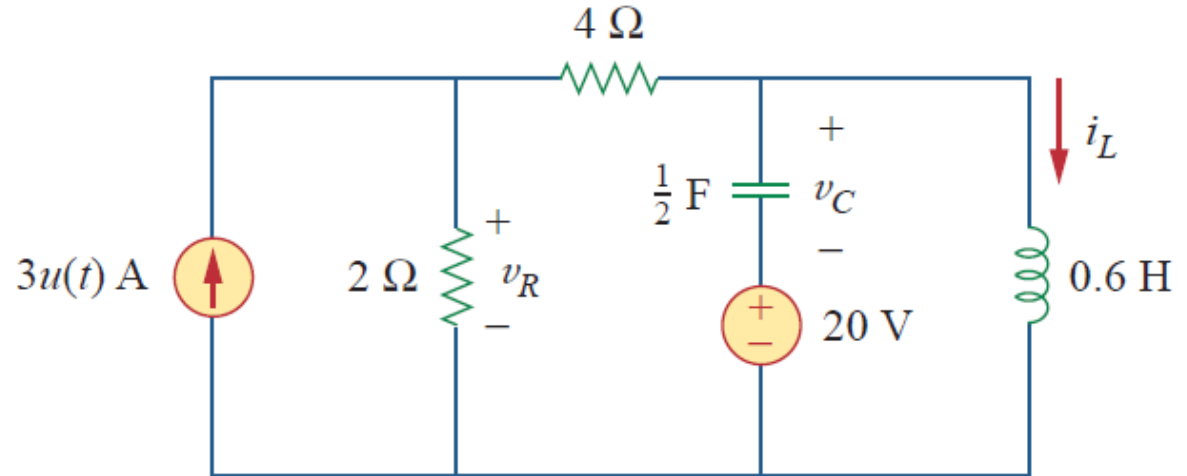 4 Ω
3u(t) A
2 Ω
+
v_R
−
½ F
+
v_C
−
+
−
20 V
i_L
0.6 H